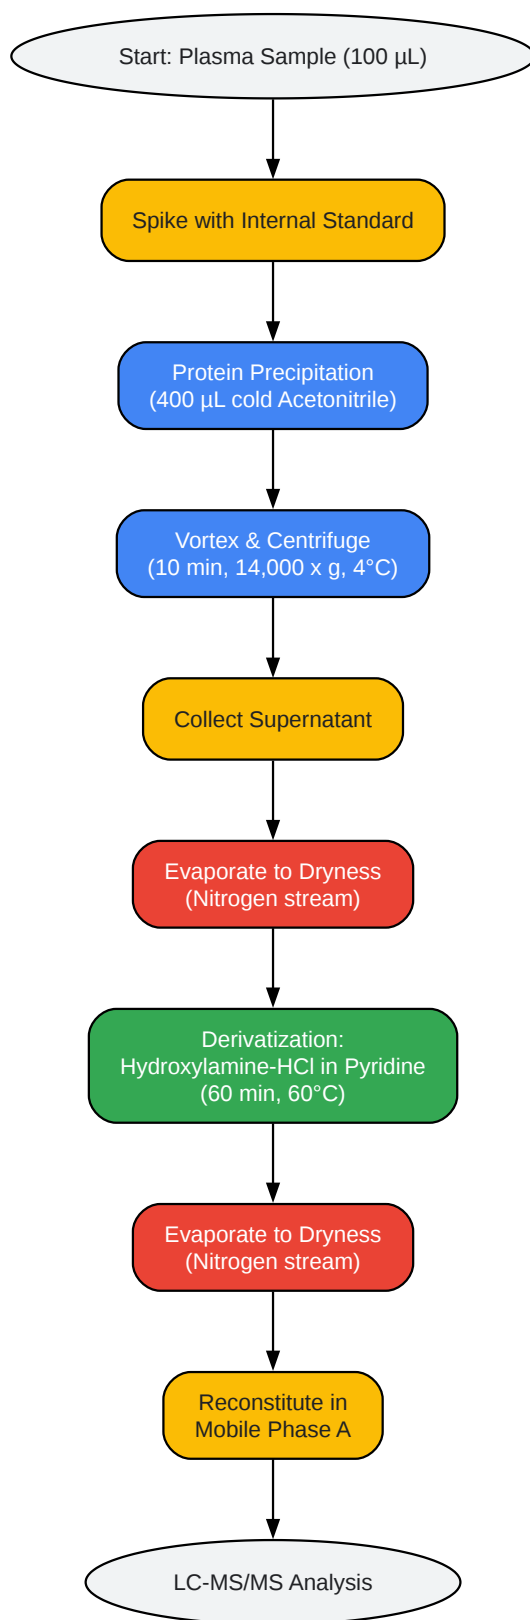 Start: Plasma Sample (100 µL)
Spike with Internal Standard
Protein Precipitation
(400 µL cold Acetonitrile)
Vortex & Centrifuge
(10 min, 14,000 x g, 4°C)
Collect Supernatant
Evaporate to Dryness
(Nitrogen stream)
Derivatization:
Hydroxylamine-HCl in Pyridine
(60 min, 60°C)
Evaporate to Dryness
(Nitrogen stream)
Reconstitute in
Mobile Phase A
LC-MS/MS Analysis